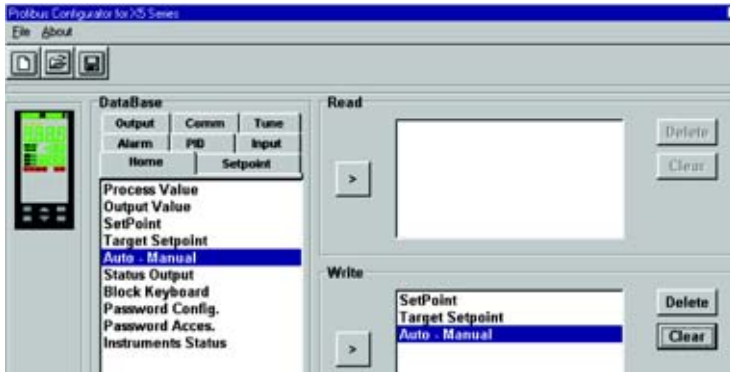 Profibus Configurator for X5 Series
File About
DataBase
Output Comm Tune
Alarm PID Input
Home Setpoint
Process Value
Output Value
SetPoint
Target Setpoint
Auto - Manual
Status Output
Block Keyboard
Password Config.
Password Acces.
Instruments Status
Read
>
Delete
Clear
Write
SetPoint
Target Setpoint
Auto - Manual
>
Delete
Clear